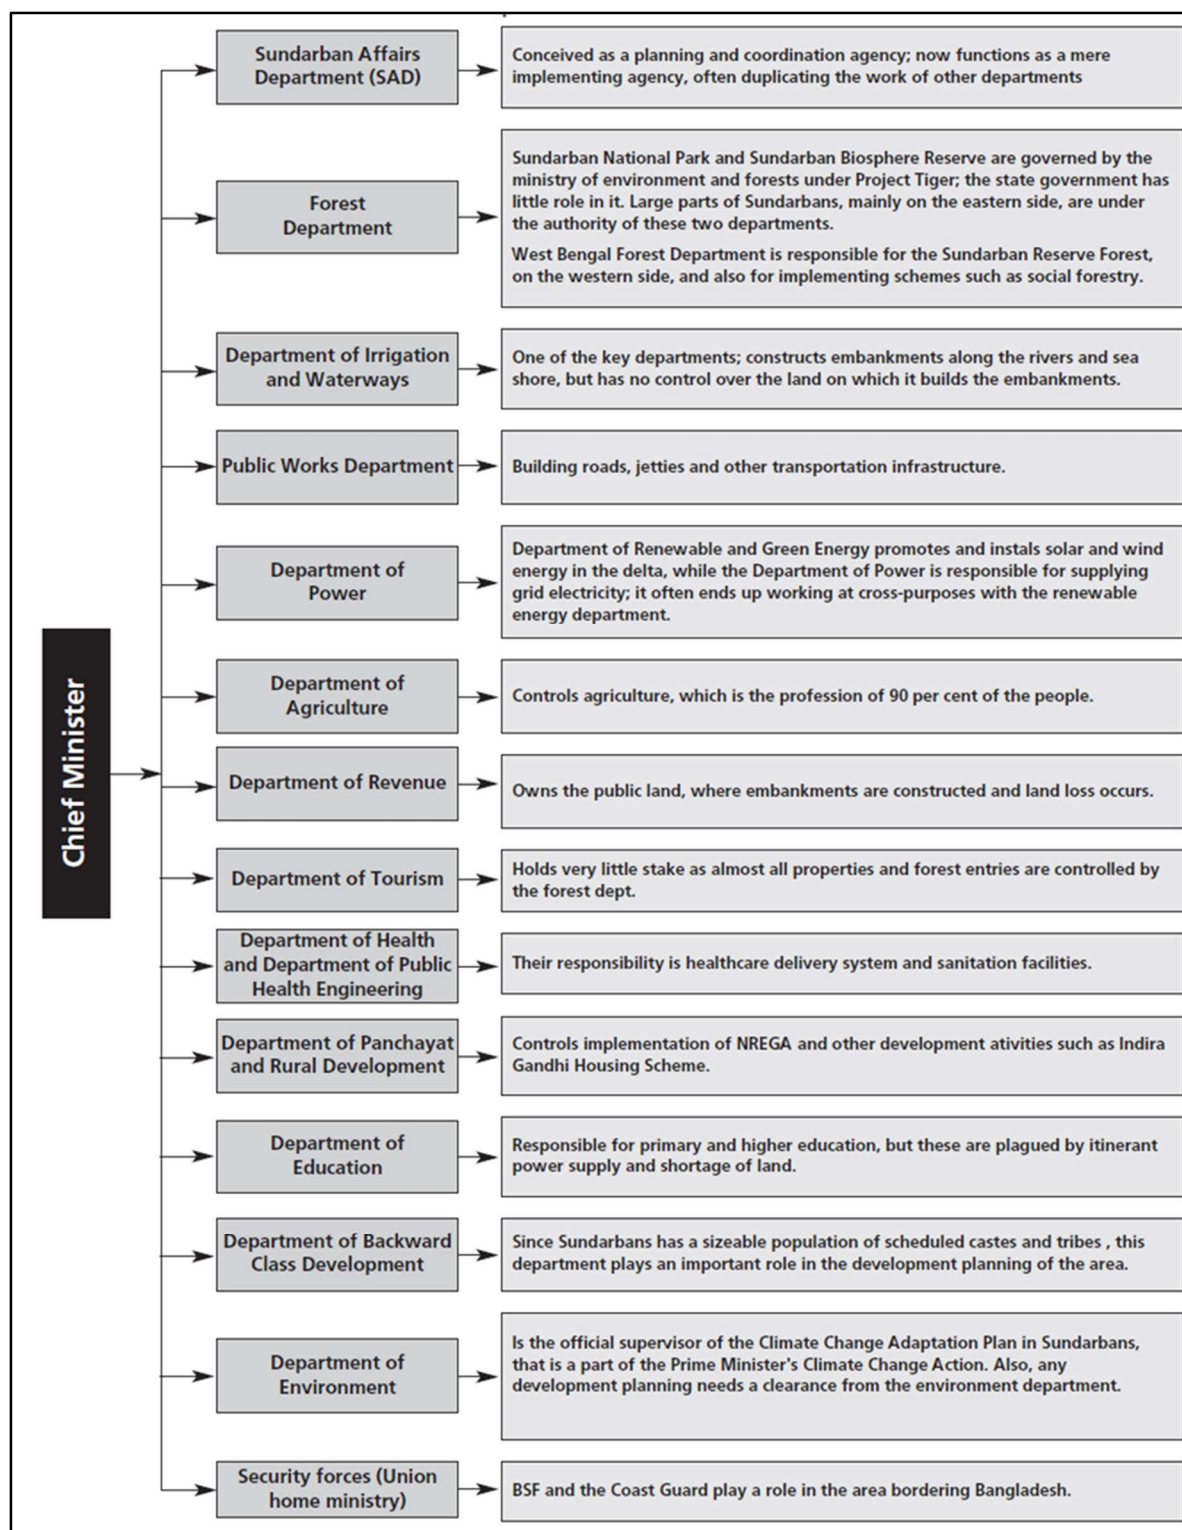 Chief Minister
Sundarban Affairs
Department (SAD)
Conceived as a planning and coordination agency; now functions as a mere
implementing agency, often duplicating the work of other departments
Forest
Department
Sundarban National Park and Sundarban Biosphere Reserve are governed by the
ministry of environment and forests under Project Tiger; the state government has
little role in it. Large parts of Sundarbans, mainly on the eastern side, are under
the authority of these two departments.
West Bengal Forest Department is responsible for the Sundarban Reserve Forest,
on the western side, and also for implementing schemes such as social forestry.
Department of Irrigation
and Waterways
One of the key departments; constructs embankments along the rivers and sea
shore, but has no control over the land on which it builds the embankments.
Public Works Department
Building roads, jetties and other transportation infrastructure.
Department of
Power
Department of Renewable and Green Energy promotes and instals solar and wind
energy in the delta, while the Department of Power is responsible for supplying
grid electricity; it often ends up working at cross-purposes with the renewable
energy department.
Department of
Agriculture
Controls agriculture, which is the profession of 90 per cent of the people.
Department of Revenue
Owns the public land, where embankments are constructed and land loss occurs.
Department of Tourism
Holds very little stake as almost all properties and forest entries are controlled by
the forest dept.
Department of Health
and Department of Public
Health Engineering
Their responsibility is healthcare delivery system and sanitation facilities.
Department of Panchayat
and Rural Development
Controls implementation of NREGA and other development ativities such as Indira
Gandhi Housing Scheme.
Department of
Education
Responsible for primary and higher education, but these are plagued by itinerant
power supply and shortage of land.
Department of Backward
Class Development
Since Sundarbans has a sizeable population of scheduled castes and tribes , this
department plays an important role in the development planning of the area.
Department of
Environment
Is the official supervisor of the Climate Change Adaptation Plan in Sundarbans,
that is a part of the Prime Minister's Climate Change Action. Also, any
development planning needs a clearance from the environment department.
Security forces (Union
home ministry)
BSF and the Coast Guard play a role in the area bordering Bangladesh.